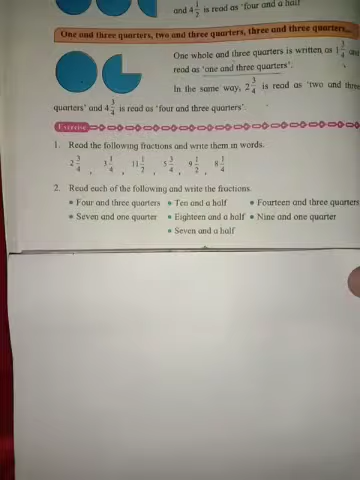 and 4 1/2 is read as 'four and a half
One and three quarters, two and three quarters, three and three quarters...
One whole and three quarters is written as 1 3/4 and
read as 'one and three quarters'.
In the same way, 2 3/4 is read as 'two and three
quarters' and 4 3/4 is read as 'four and three quarters'.
Exercise
1. Read the following fractions and write them in words.
2 3/4 , 3 1/4 , 11 1/2 , 5 3/4 , 9 1/2 , 8 1/4
2. Read each of the following and write the fractions.
• Four and three quarters • Ten and a half • Fourteen and three quarters
• Seven and one quarter • Eighteen and a half • Nine and one quarter
• Seven and a half